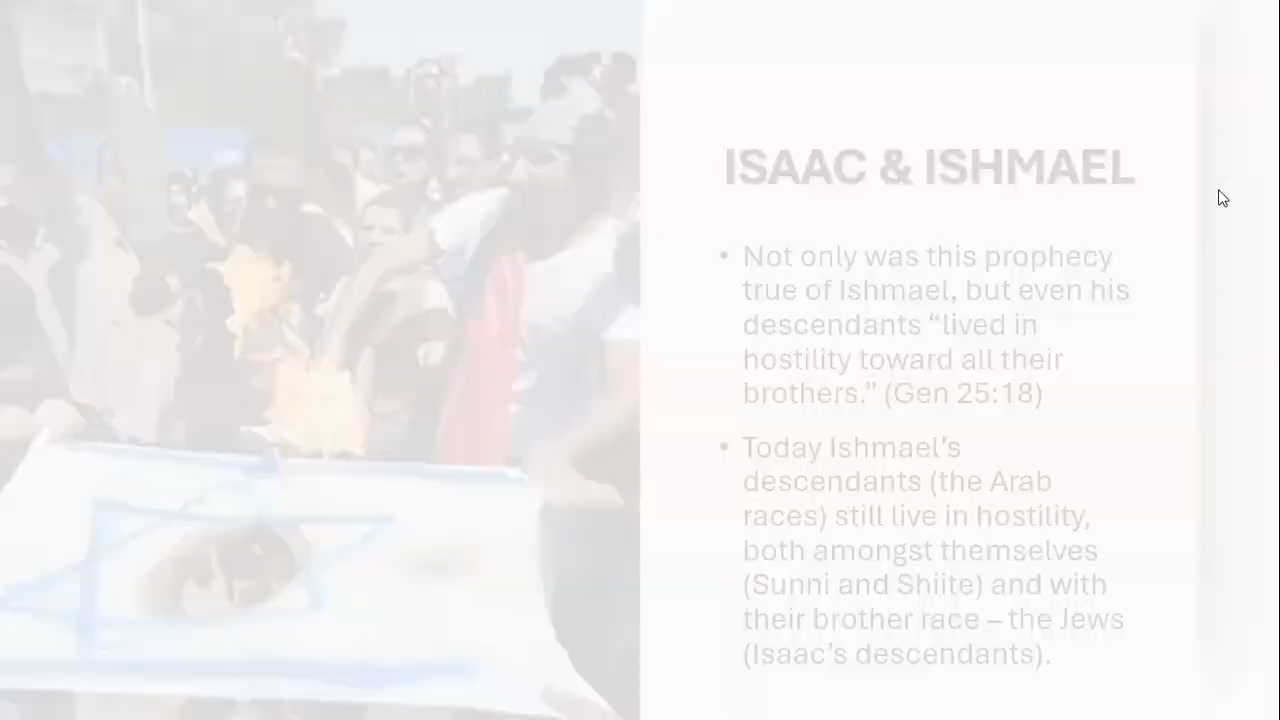 ISAAC & ISHMAEL
• Not only was this prophecy
true of Ishmael, but even his
descendants “lived in
hostility toward all their
brothers.” (Gen 25:18)
• Today Ishmael’s
descendants (the Arab
races) still live in hostility,
both amongst themselves
(Sunni and Shiite) and with
their brother race – the Jews
(Isaac’s descendants).